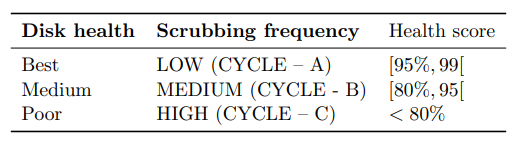 Disk health Scrubbing frequency Health score
Best LOW (CYCLE – A) [95%, 99[
Medium MEDIUM (CYCLE - B) [80%, 95[
Poor HIGH (CYCLE – C) < 80%